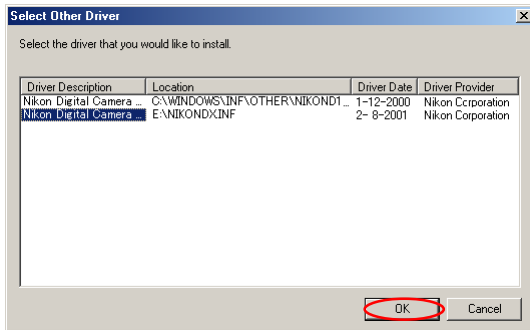 Select Other Driver
Select the driver that you would like to install.
Driver Description Location Driver Date Driver Provider
Nikon Digital Camera ... C:\WINDOWS\INF\OTHER\NIKOND1... 1-12-2000 Nikon Corporation
Nikon Digital Camera ... E:\NIKONDX.INF 2- 8-2001 Nikon Corporation
OK Cancel